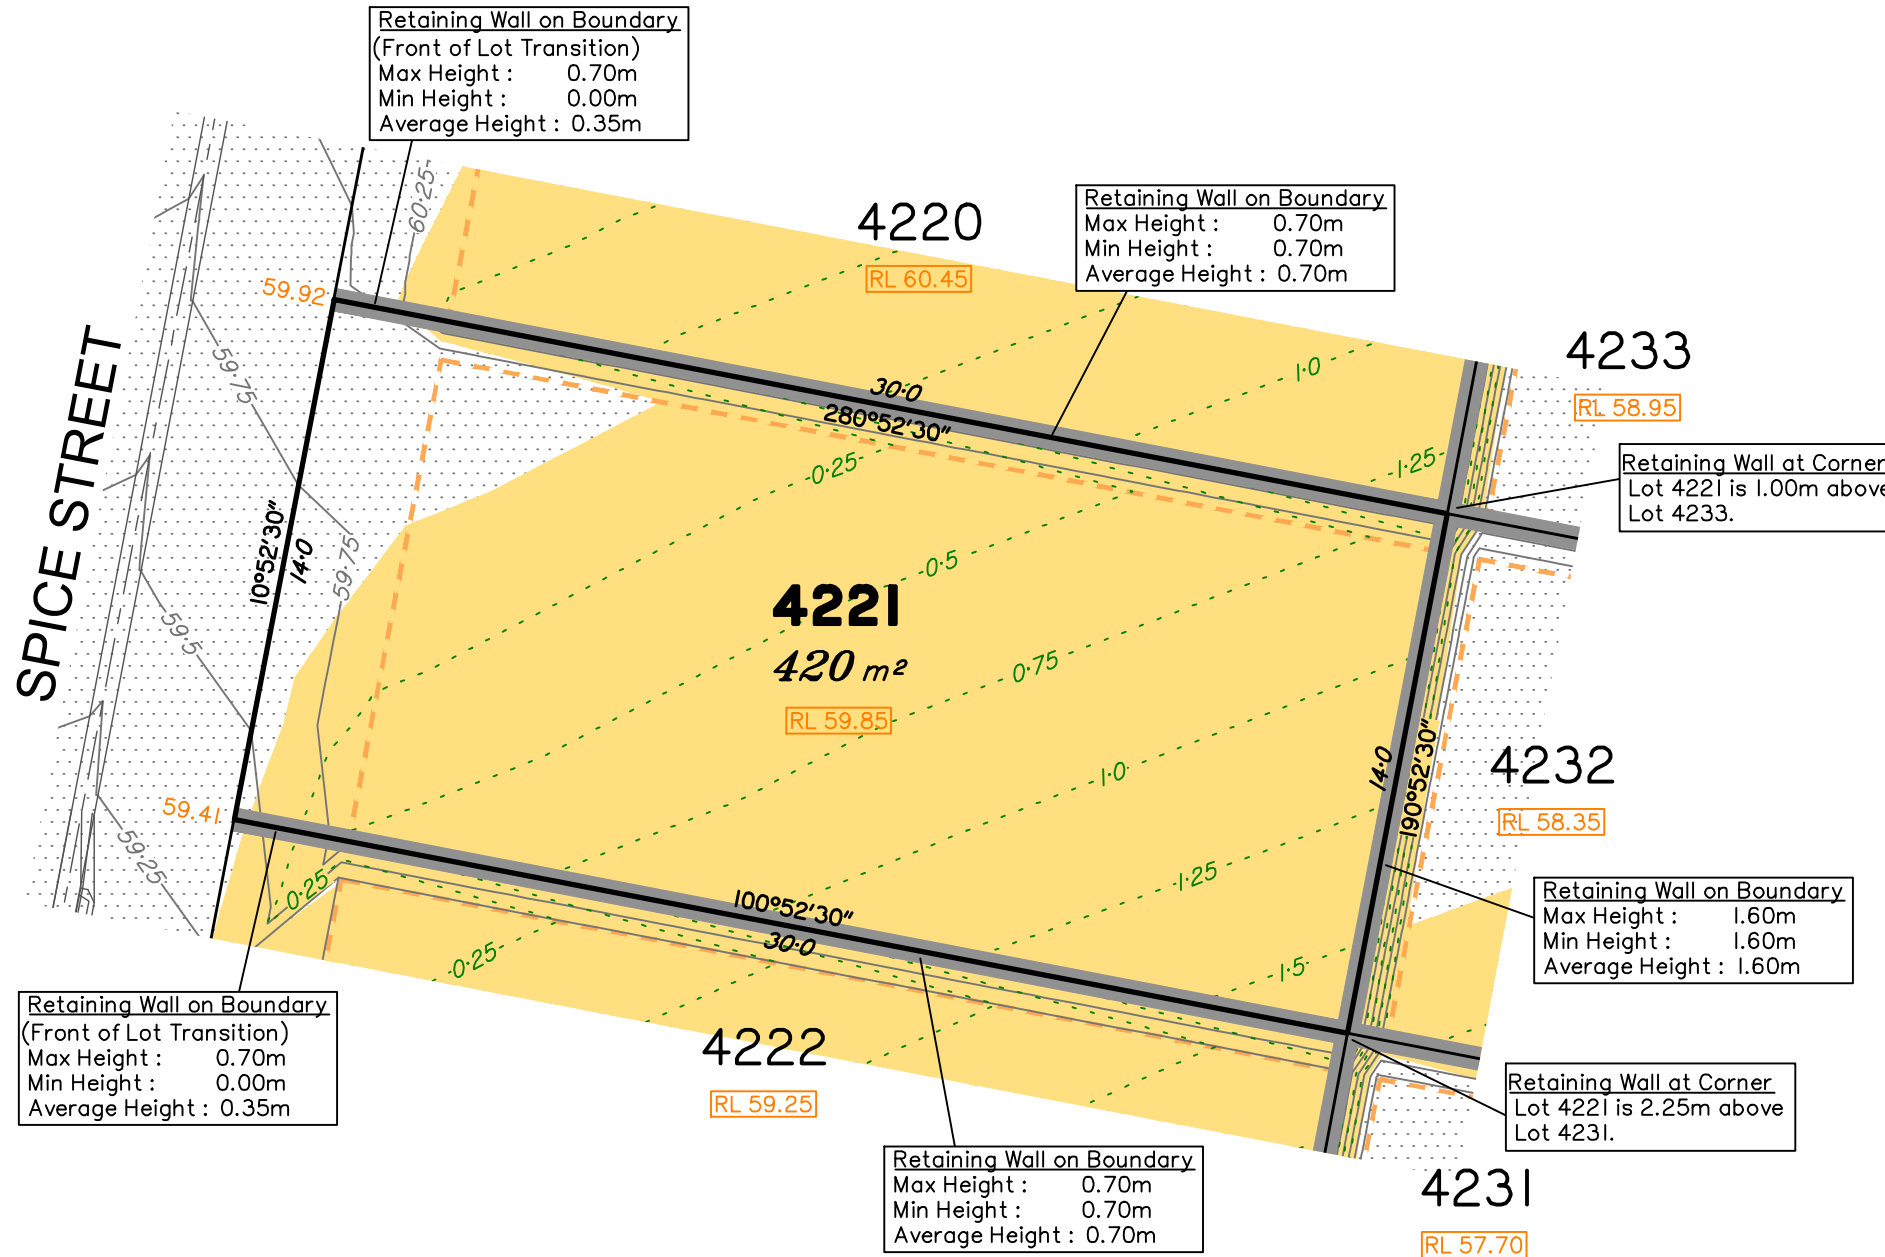 Retaining Wall on Boundary
(Front of Lot Transition)
Max Height : 0.70m
Min Height : 0.00m
Average Height : 0.35m
4220
RL 60.45
Retaining Wall on Boundary
Max Height : 0.70m
Min Height : 0.70m
Average Height : 0.70m
60·25
59.92
4233
RL 58.95
1·0
30·0
280°52'30"
59·75
1·25
0·25
Retaining Wall at Corner
Lot 4221 is 1.00m above
Lot 4233.
SPICE STREET
10°52'30"
14·0
59·75
0·5
4221
420 m²
RL 59.85
0·75
59·5
1·0
14·0
190°52'30"
4232
RL 58.35
59.41
59·25
0·25
1·25
100°52'30"
30·0
0·25
1·5
Retaining Wall on Boundary
Max Height : 1.60m
Min Height : 1.60m
Average Height : 1.60m
Retaining Wall on Boundary
(Front of Lot Transition)
Max Height : 0.70m
Min Height : 0.00m
Average Height : 0.35m
4222
RL 59.25
Retaining Wall at Corner
Lot 4221 is 2.25m above
Lot 4231.
Retaining Wall on Boundary
Max Height : 0.70m
Min Height : 0.70m
Average Height : 0.70m
4231
RL 57.70